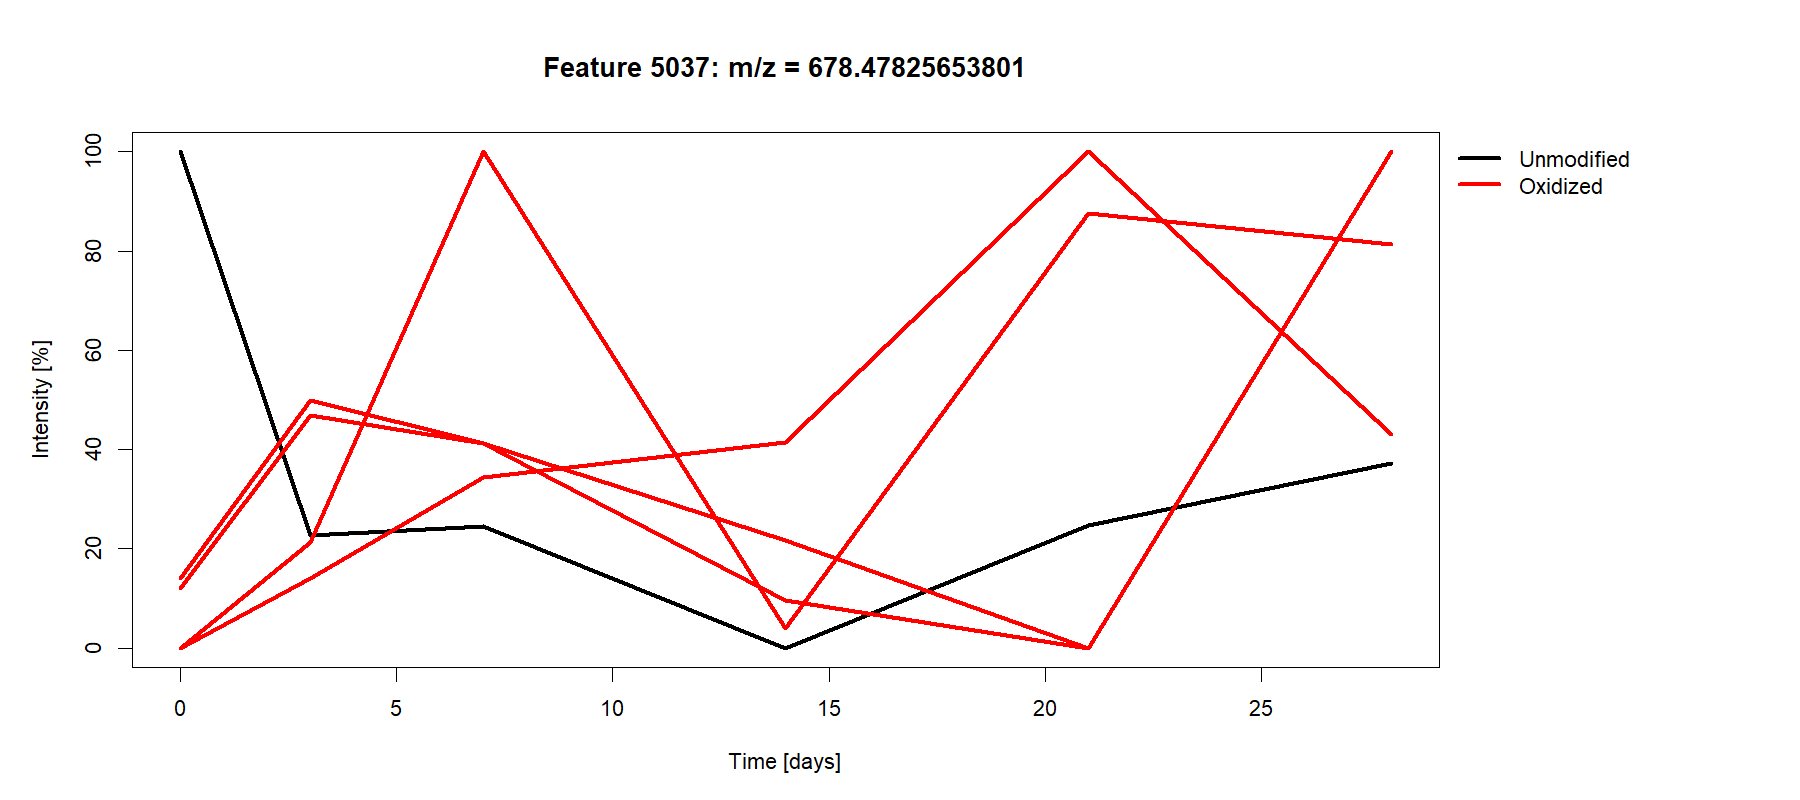 Feature 5037: m/z = 678.47825653801
Unmodified
Oxidized
Intensity [%]
100
80
60
40
20
0
0 5 10 15 20 25
Time [days]